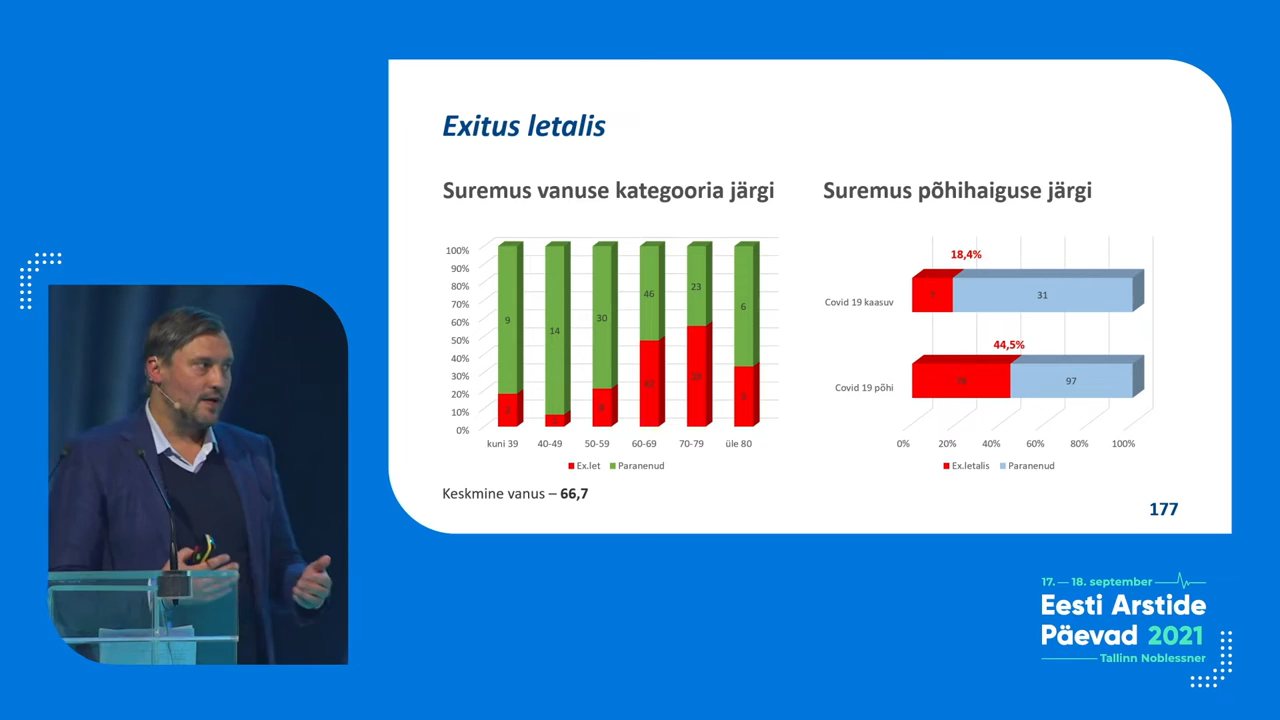 Exitus letalis
Suremus vanuse kategooria järgi
100%
90%
80%
70%
60%
50%
40%
30%
20%
10%
0%
9
14
30
46
23
6
2
3
kuni 39
40-49
50-59
60-69
70-79
üle 80
Ex.let
Paranenud
Keskmine vanus – 66,7
Suremus põhihaiguse järgi
18,4%
Covid 19 kaasuv
31
44,5%
Covid 19 põhi
97
0%
20%
40%
60%
80%
100%
Ex.letalis
Paranenud
177
17. — 18. september
Eesti Arstide
Päevad 2021
Tallinn Noblessner